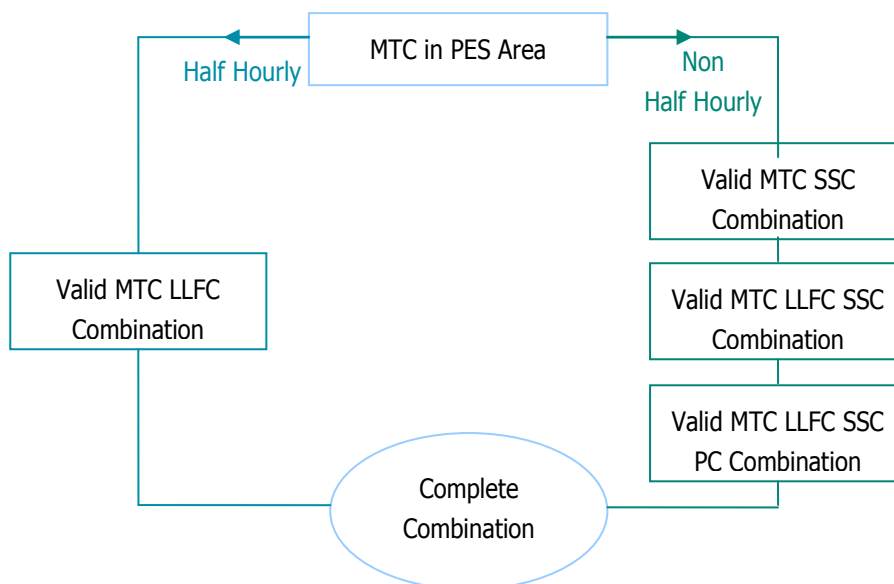 MTC in PES Area
Half Hourly
Non
Half Hourly
Valid MTC SSC
Combination
Valid MTC LLFC
Combination
Valid MTC LLFC SSC
Combination
Valid MTC LLFC SSC
PC Combination
Complete
Combination